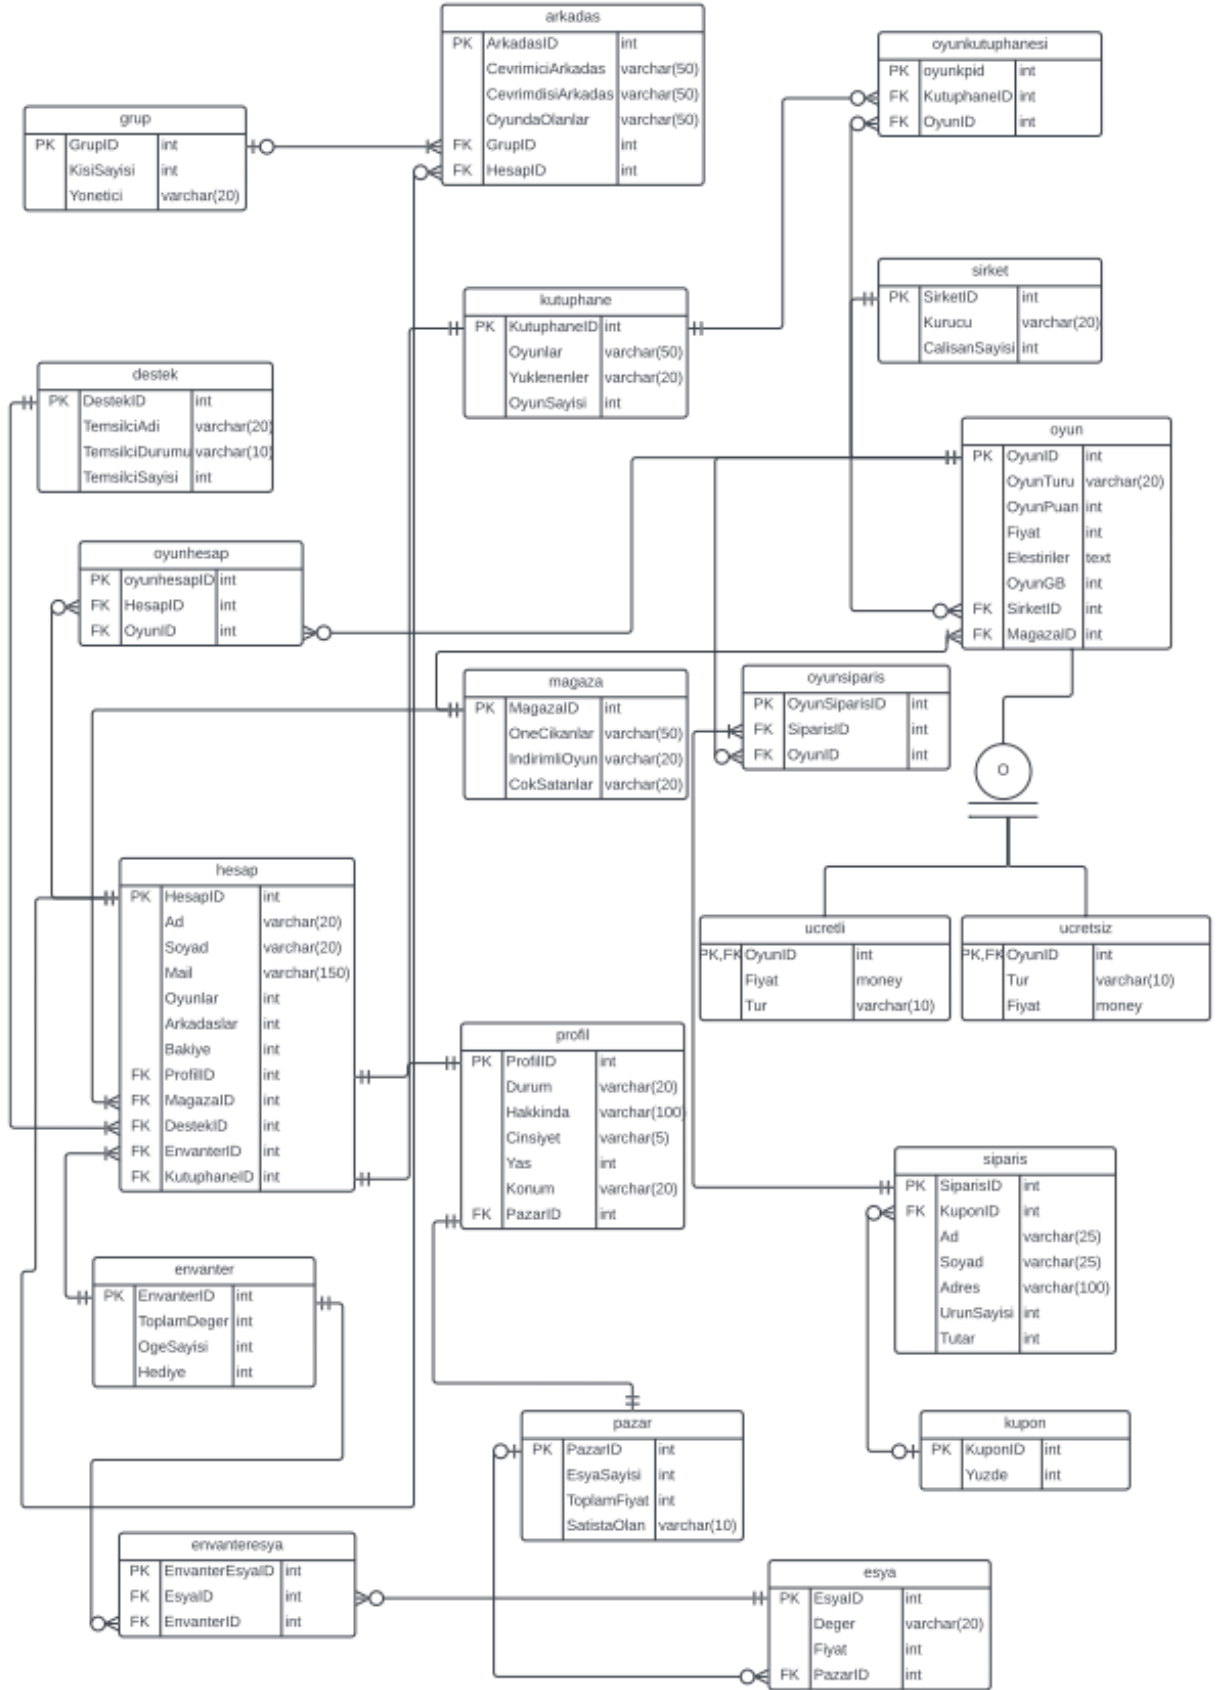 arkadas
PK ArkadasID int
CevrimiciArkadas varchar(50)
CevrimdisiArkadas varchar(50)
OyundaOlanlar varchar(50)
FK GrupID int
FK HesapID int
oyunkutuphanesi
PK oyunkpid int
FK KutuphaneID int
FK OyunID int
grup
PK GrupID int
KisiSayisi int
Yonetici varchar(20)
sirket
PK SirketID int
Kurucu varchar(20)
CalisanSayisi int
kutuphane
PK KutuphaneID int
Oyunlar varchar(50)
Yuklenenler varchar(20)
OyunSayisi int
destek
PK DestekID int
TemsilciAdi varchar(20)
TemsilciDurumu varchar(10)
TemsilciSayisi int
oyun
PK OyunID int
OyunTuru varchar(20)
OyunPuan int
Fiyat int
Elestiriler text
OyunGB int
FK SirketID int
FK MagazaID int
oyunhesap
PK oyunhesapID int
FK HesapID int
FK OyunID int
magaza
PK MagazaID int
OneCikanlar varchar(50)
IndirimliOyun varchar(20)
CokSatanlar varchar(20)
oyunsiparis
PK OyunSiparisID int
FK SiparisID int
FK OyunID int
O
hesap
PK HesapID int
Ad varchar(20)
Soyad varchar(20)
Mail varchar(150)
Oyunlar int
Arkadaslar int
Bakiye int
FK ProfilID int
FK MagazaID int
FK DestekID int
FK EnvanterID int
FK KutuphaneID int
ucretli
PK,FK OyunID int
Fiyat money
Tur varchar(10)
ucretsiz
PK,FK OyunID int
Tur varchar(10)
Fiyat money
profil
PK ProfilID int
Durum varchar(20)
Hakkinda varchar(100)
Cinsiyet varchar(5)
Yas int
Konum varchar(20)
FK PazarID int
siparis
PK SiparisID int
FK KuponID int
Ad varchar(25)
Soyad varchar(25)
Adres varchar(100)
UrunSayisi int
Tutar int
envanter
PK EnvanterID int
ToplamDeger int
OgeSayisi int
Hediye int
pazar
PK PazarID int
EsyaSayisi int
ToplamFiyat int
SatistaOlan varchar(10)
kupon
PK KuponID int
Yuzde int
envanteresya
PK EnvanterEsyaID int
FK EsyaID int
FK EnvanterID int
esya
PK EsyaID int
Deger varchar(20)
Fiyat int
FK PazarID int